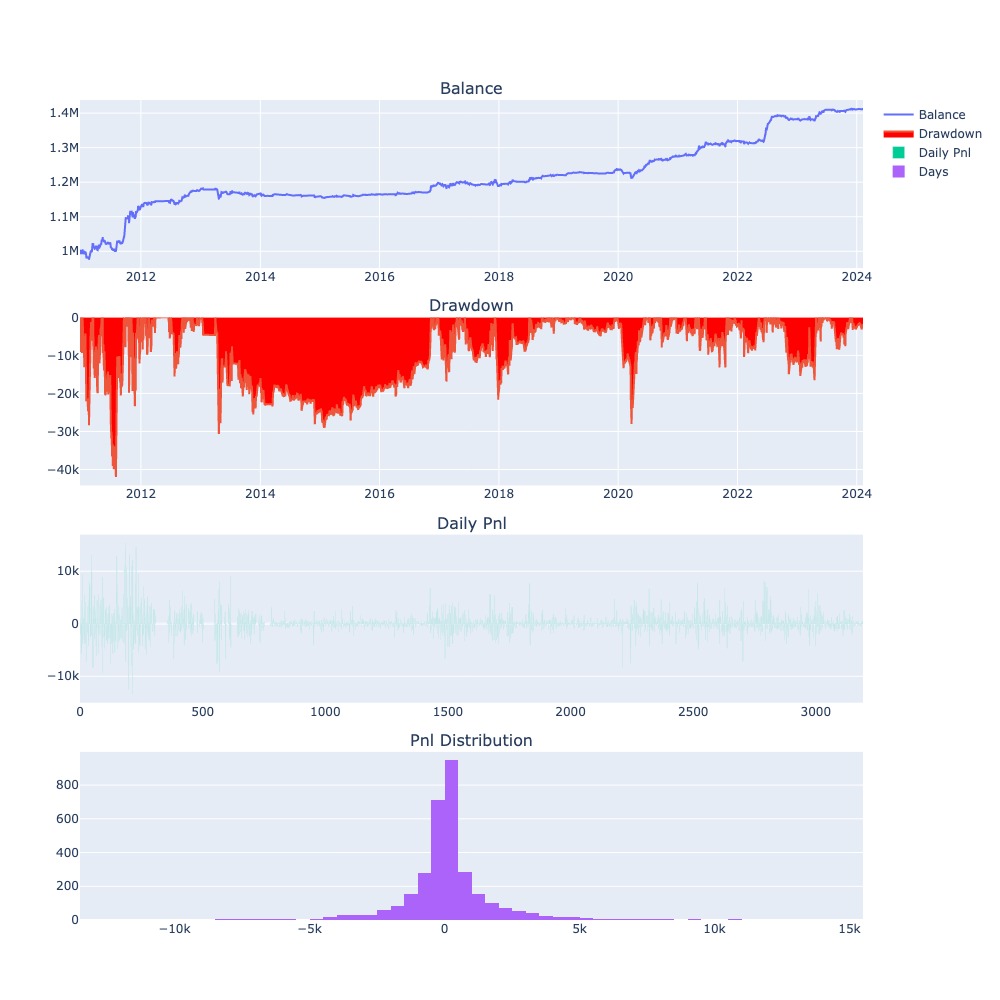 Balance
1.4M
1.3M
1.2M
1.1M
1M
2012 2014 2016 2018 2020 2022 2024
Balance
Drawdown
Daily Pnl
Days
Drawdown
0
−10k
−20k
−30k
−40k
2012 2014 2016 2018 2020 2022 2024
Daily Pnl
10k
0
−10k
0 500 1000 1500 2000 2500 3000
Pnl Distribution
800
600
400
200
0
−10k −5k 0 5k 10k 15k